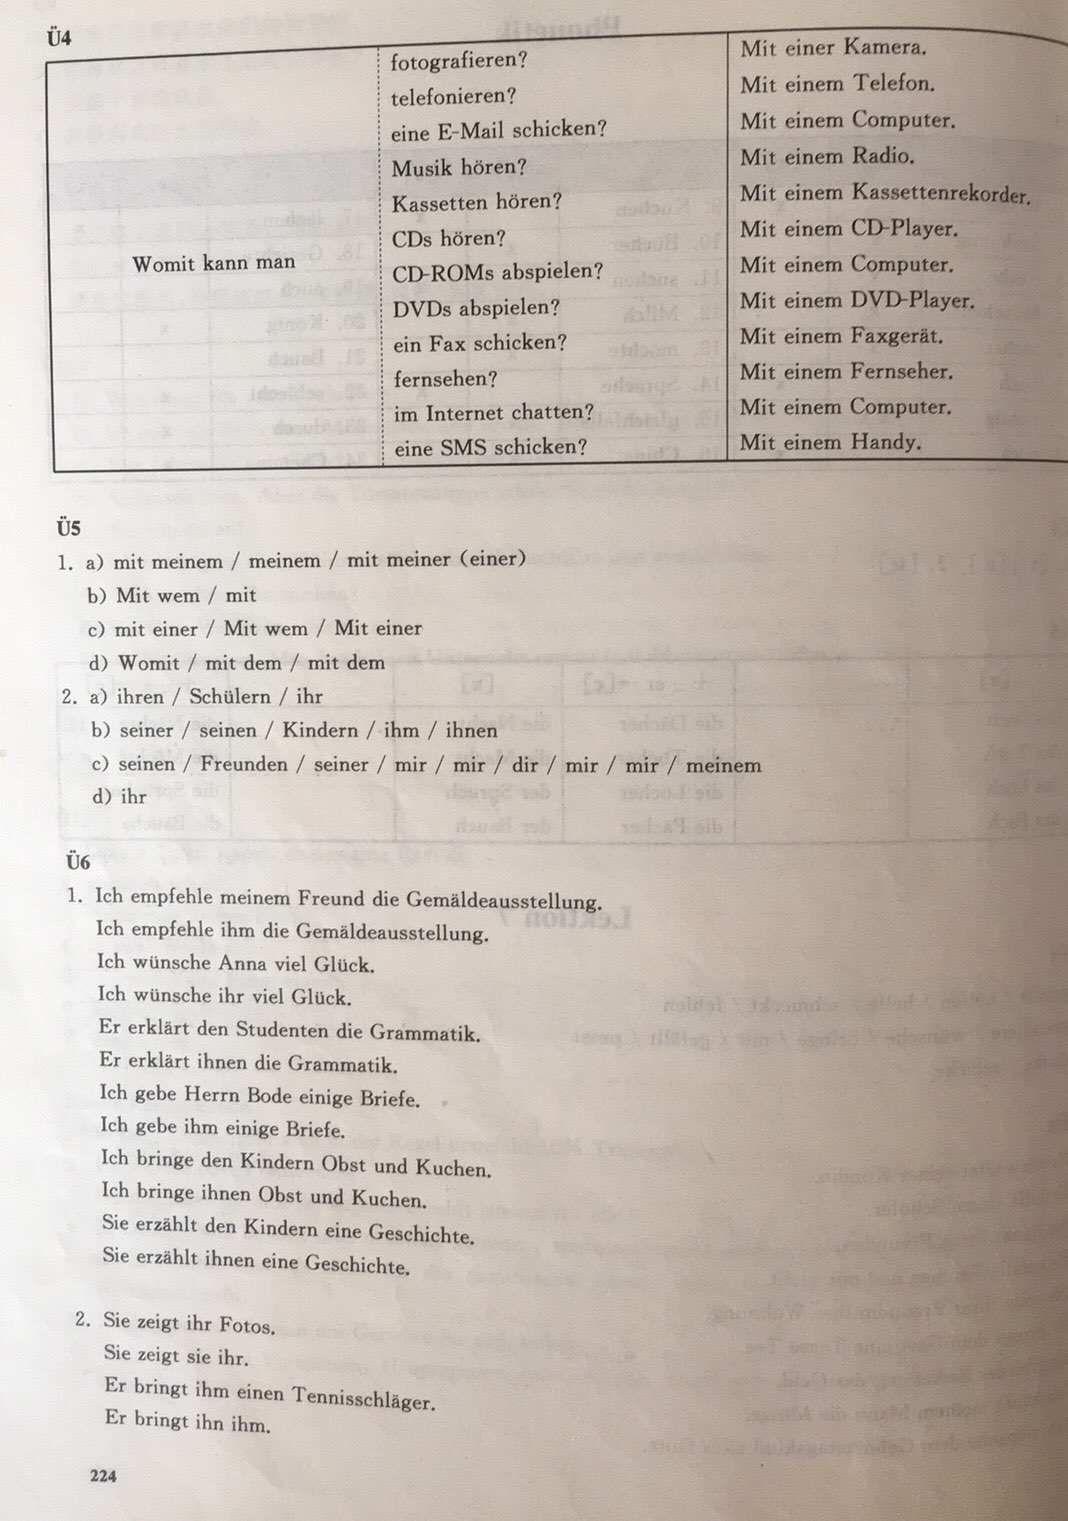 Ü4
fotografieren? Mit einer Kamera.
telefonieren? Mit einem Telefon.
eine E-Mail schicken? Mit einem Computer.
Musik hören? Mit einem Radio.
Kassetten hören? Mit einem Kassettenrekorder.
CDs hören? Mit einem CD-Player.
Womit kann man CD-ROMs abspielen? Mit einem Computer.
DVDs abspielen? Mit einem DVD-Player.
ein Fax schicken? Mit einem Faxgerät.
fernsehen? Mit einem Fernseher.
im Internet chatten? Mit einem Computer.
eine SMS schicken? Mit einem Handy.
Ü5
1. a) mit meinem / meinem / mit meiner (einer)
b) Mit wem / mit
c) mit einer / Mit wem / Mit einer
d) Womit / mit dem / mit dem
2. a) ihren / Schülern / ihr
b) seiner / seinen / Kindern / ihm / ihnen
c) seinen / Freunden / seiner / mir / mir / dir / mir / mir / meinem
d) ihr
Ü6
1. Ich empfehle meinem Freund die Gemäldeausstellung.
Ich empfehle ihm die Gemäldeausstellung.
Ich wünsche Anna viel Glück.
Ich wünsche ihr viel Glück.
Er erklärt den Studenten die Grammatik.
Er erklärt ihnen die Grammatik.
Ich gebe Herrn Bode einige Briefe.
Ich gebe ihm einige Briefe.
Ich bringe den Kindern Obst und Kuchen.
Ich bringe ihnen Obst und Kuchen.
Sie erzählt den Kindern eine Geschichte.
Sie erzählt ihnen eine Geschichte.
2. Sie zeigt ihr Fotos.
Sie zeigt sie ihr.
Er bringt ihm einen Tennisschläger.
Er bringt ihn ihm.
224